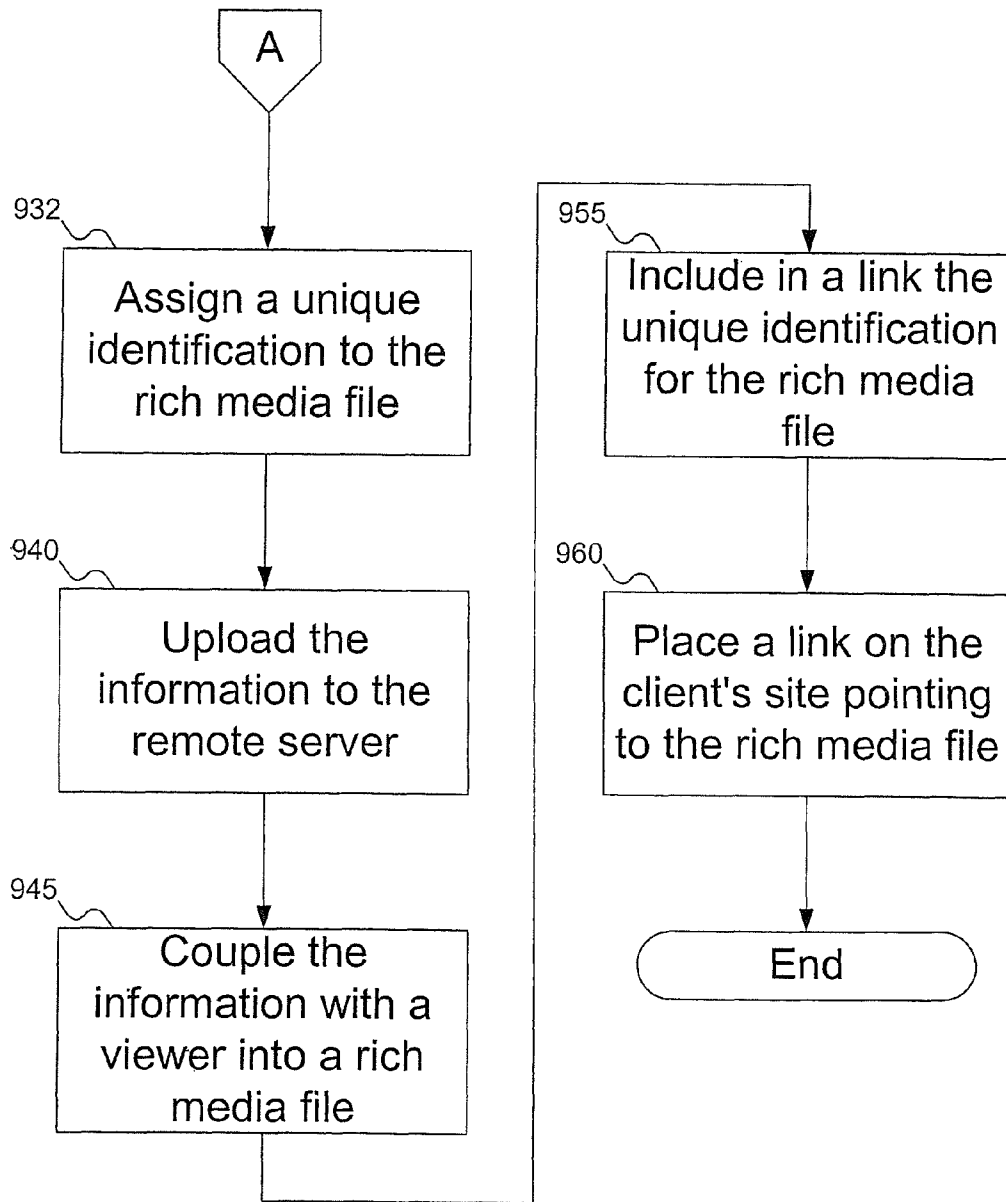 A
932
Assign a unique
identification to the
rich media file
940
Upload the
information to the
remote server
945
Couple the
information with a
viewer into a rich
media file
955
Include in a link the
unique identification
for the rich media
file
960
Place a link on the
client's site pointing
to the rich media file
End